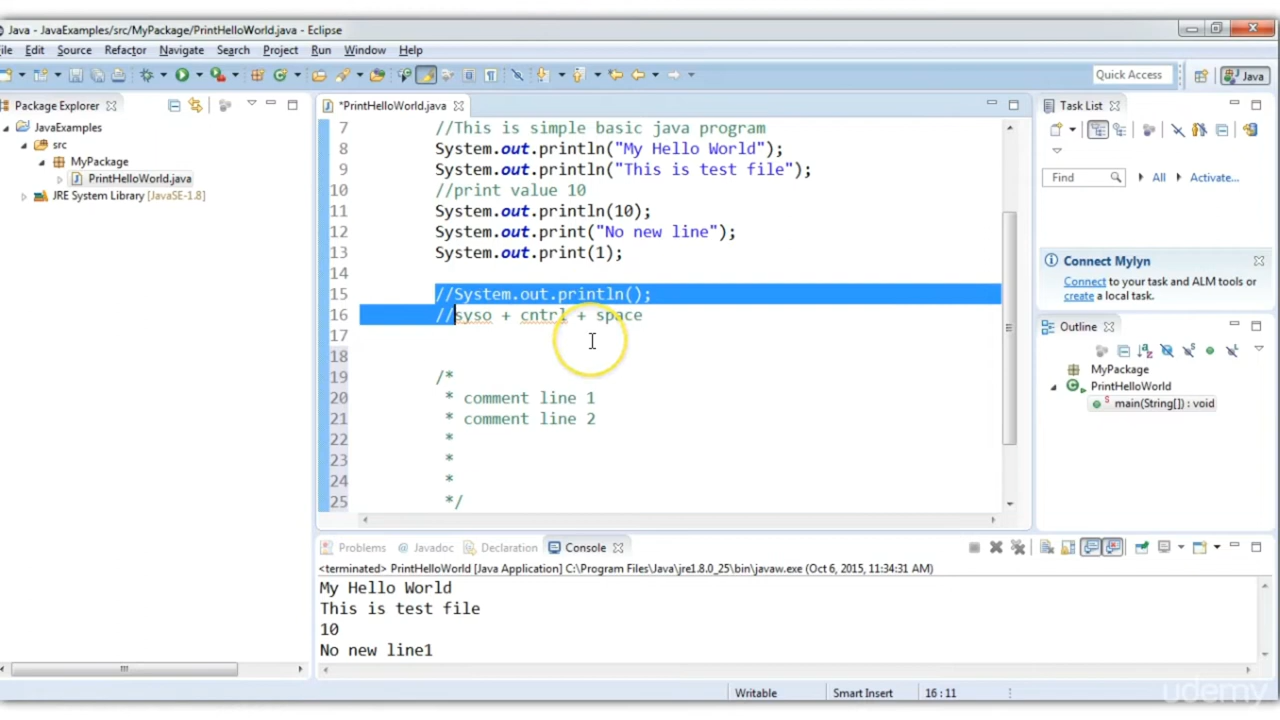 Java - JavaExamples/src/MyPackage/PrintHelloWorld.java - Eclipse
ile Edit Source Refactor Navigate Search Project Run Window Help
Quick Access
Java
Package Explorer
JavaExamples
src
MyPackage
PrintHelloWorld.java
JRE System Library [JavaSE-1.8]
*PrintHelloWorld.java
7 //This is simple basic java program
8 System.out.println("My Hello World");
9 System.out.println("This is test file");
10 //print value 10
11 System.out.println(10);
12 System.out.print("No new line");
13 System.out.print(1);
14
15 //System.out.println();
16 //syso + cntrl + space
17
18
19 /*
20 * comment line 1
21 * comment line 2
22 *
23 *
24 *
25 */
Task List
Find All Activate...
Connect Mylyn
Connect to your task and ALM tools or
create a local task.
Outline
MyPackage
PrintHelloWorld
main(String[]) : void
Problems @ Javadoc Declaration Console
<terminated> PrintHelloWorld [Java Application] C:\Program Files\Java\jre1.8.0_25\bin\javaw.exe (Oct 6, 2015, 11:34:31 AM)
My Hello World
This is test file
10
No new line1
Writable Smart Insert 16 : 11
udemy